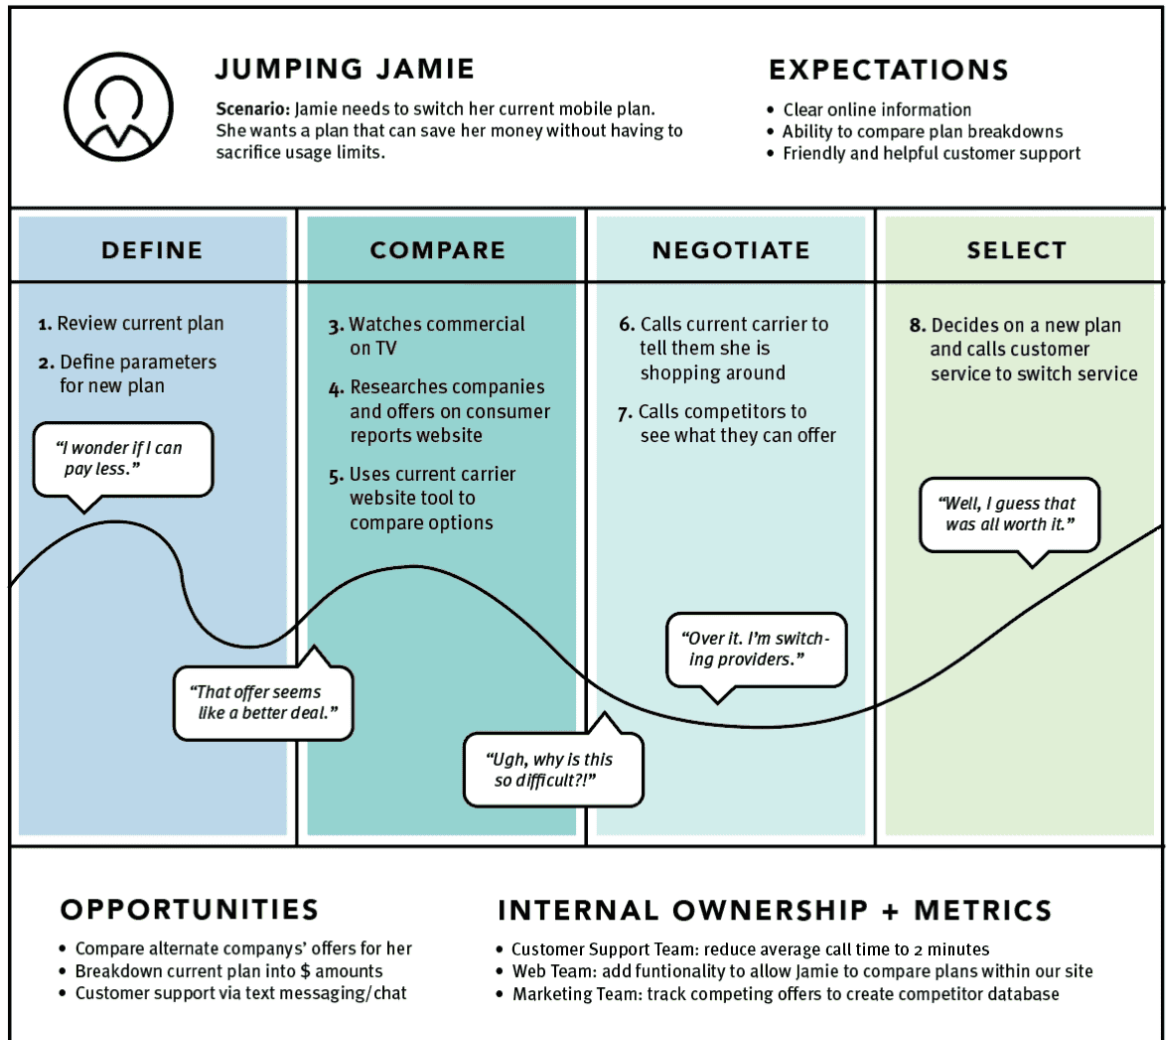 JUMPING JAMIE
Scenario: Jamie needs to switch her current mobile plan.
She wants a plan that can save her money without having to
sacrifice usage limits.
EXPECTATIONS
• Clear online information
• Ability to compare plan breakdowns
• Friendly and helpful customer support
DEFINE
1. Review current plan
2. Define parameters
for new plan
“I wonder if I can
pay less.”
COMPARE
3. Watches commercial
on TV
4. Researches companies
and offers on consumer
reports website
5. Uses current carrier
website tool to
compare options
“That offer seems
like a better deal.”
NEGOTIATE
6. Calls current carrier to
tell them she is
shopping around
7. Calls competitors to
see what they can offer
“Ugh, why is this
so difficult?!”
“Over it. I’m switch-
ing providers.”
SELECT
8. Decides on a new plan
and calls customer
service to switch service
“Well, I guess that
was all worth it.”
OPPORTUNITIES
• Compare alternate companys’ offers for her
• Breakdown current plan into $ amounts
• Customer support via text messaging/chat
INTERNAL OWNERSHIP + METRICS
• Customer Support Team: reduce average call time to 2 minutes
• Web Team: add funtionality to allow Jamie to compare plans within our site
• Marketing Team: track competing offers to create competitor database